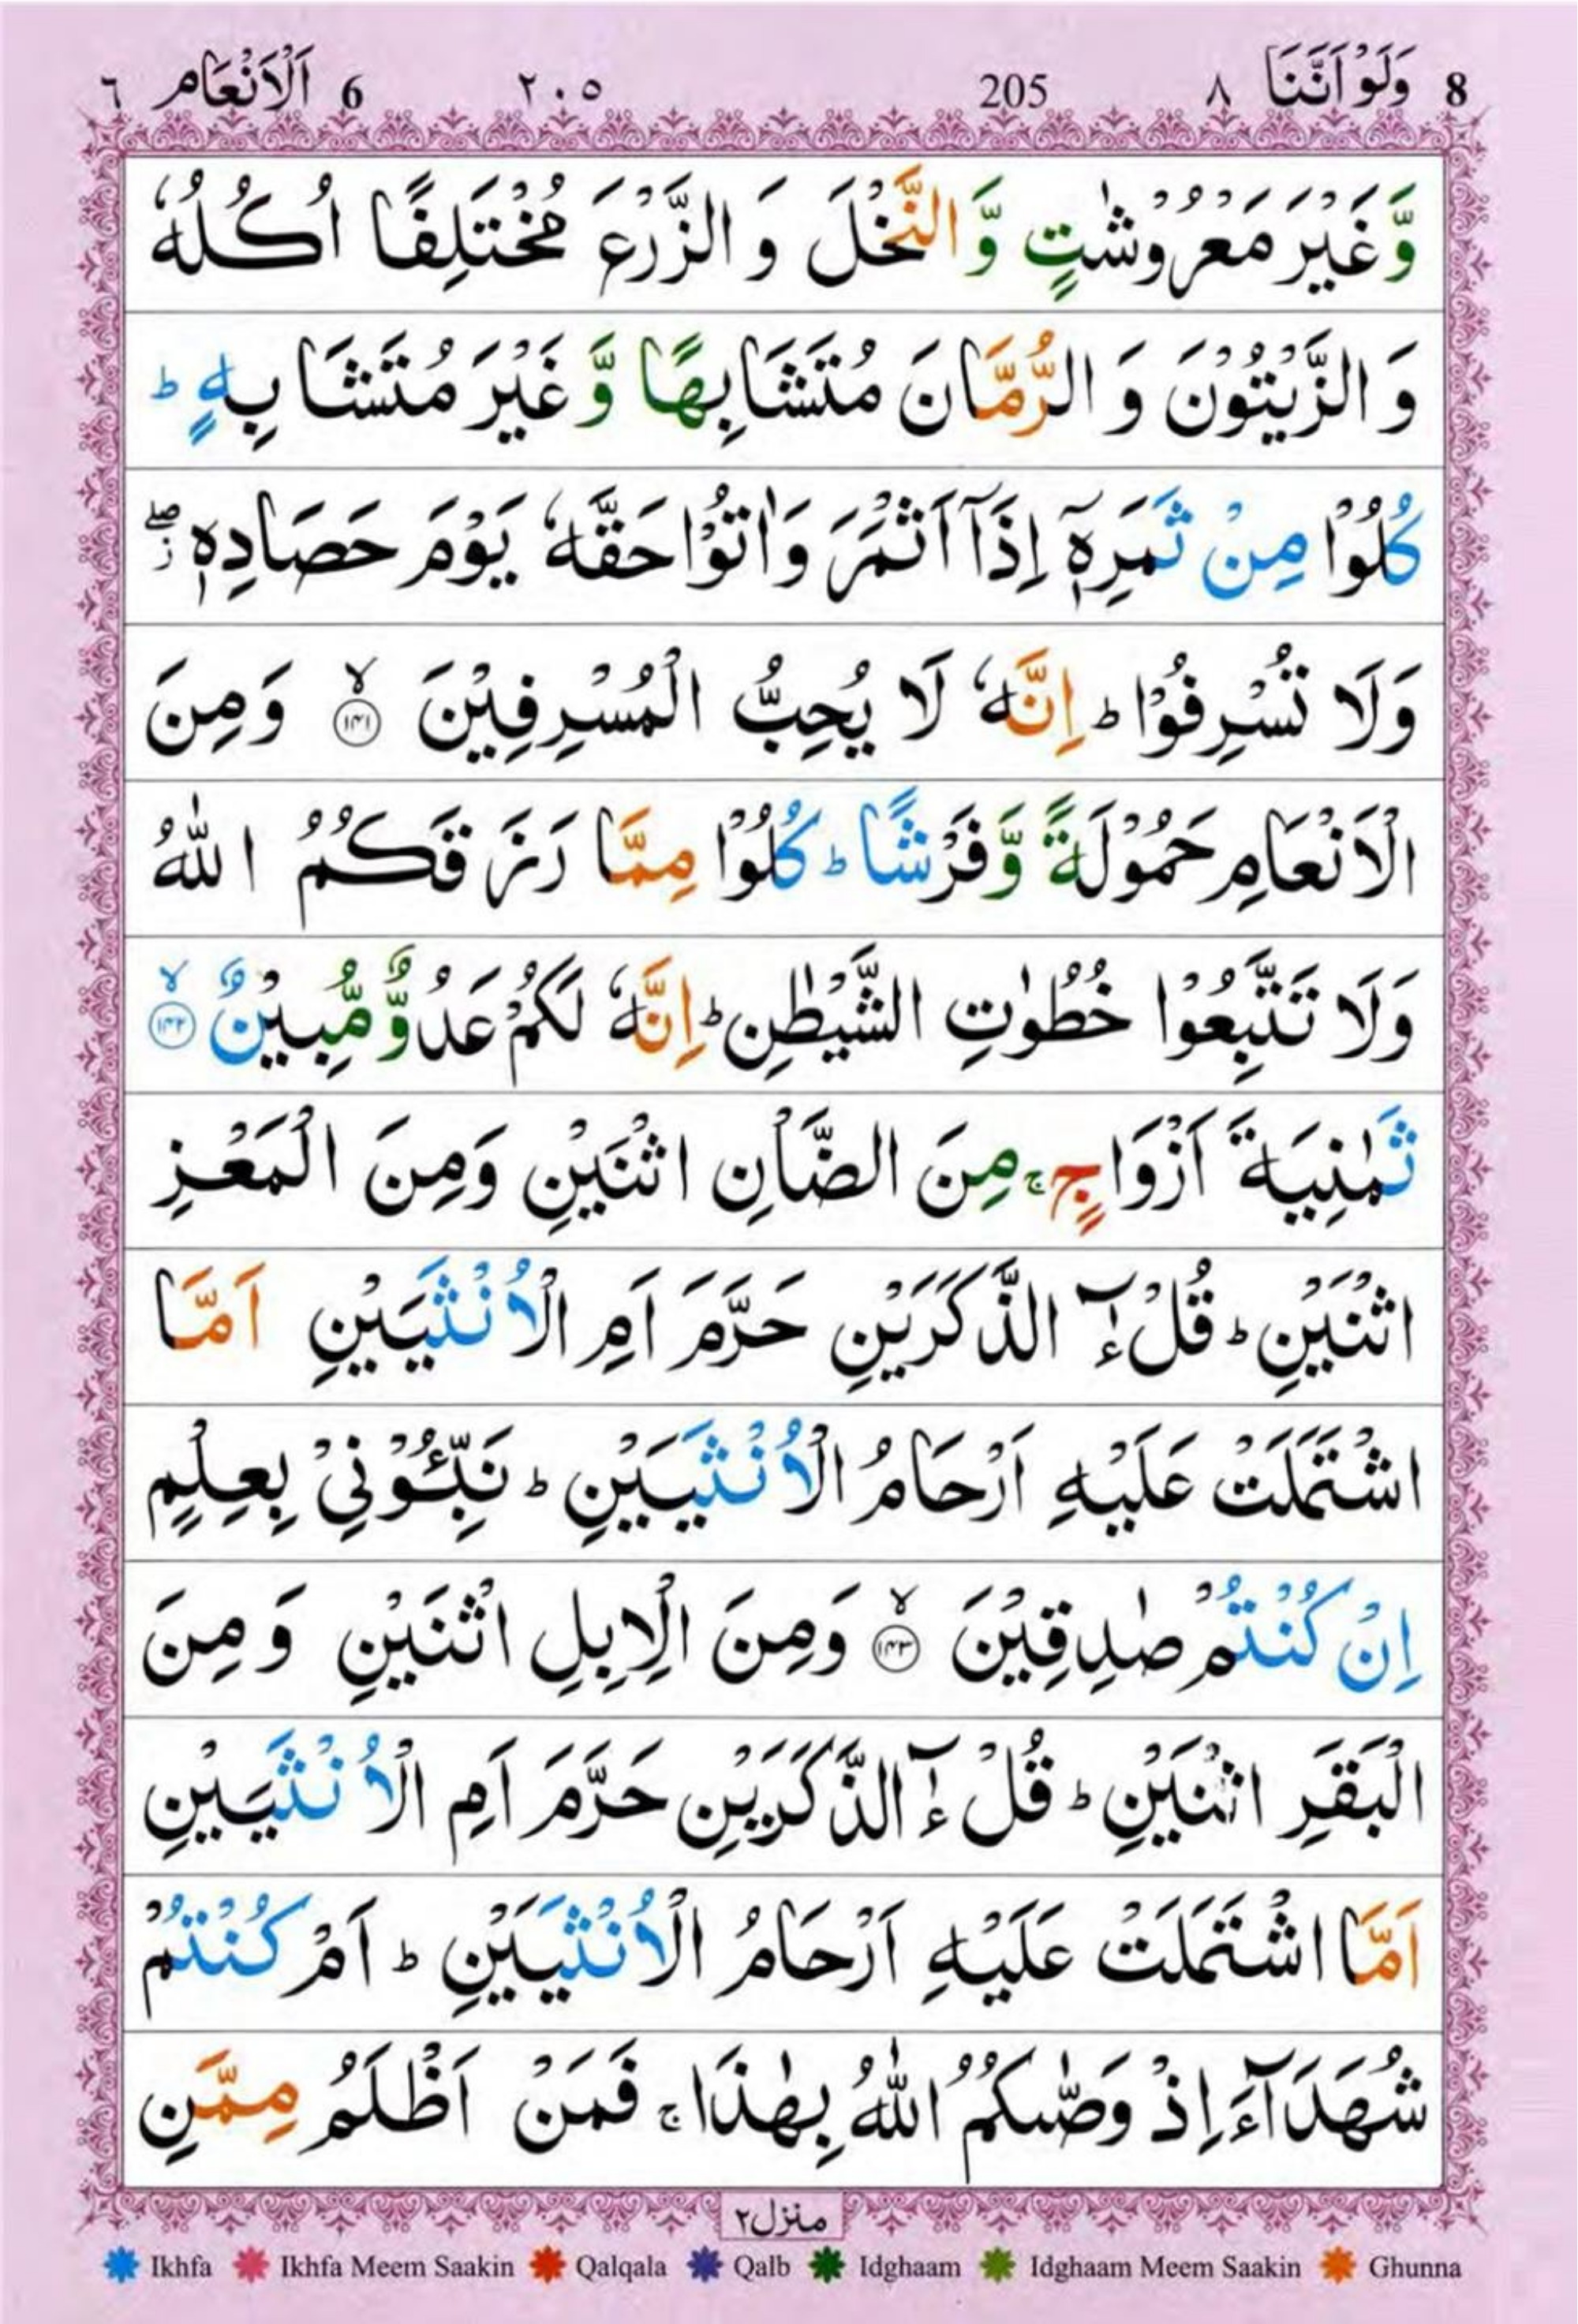 8 وَلَوْ اَنَّنَا ٨ 205 ٢٠٥ 6 اَلْاَنْعَام ٦
وَّغَيْرَ مَعْرُوْشٰتٍ وَّالنَّخْلَ وَ الزَّرْعَ مُخْتَلِفًا اُكُلُهٗ
وَ الزَّيْتُوْنَ وَ الرُّمَّانَ مُتَشَابِهًا وَّ غَيْرَ مُتَشَابِهٍ ؕ
كُلُوْا مِنْ ثَمَرِهٖۤ اِذَاۤ اَثْمَرَ وَاٰتُوْا حَقَّهٗ يَوْمَ حَصَادِهٖ ۖز
وَلَا تُسْرِفُوْا ؕ اِنَّهٗ لَا يُحِبُّ الْمُسْرِفِيْنَ ۙ﴿١٤١﴾ وَمِنَ
الْاَنْعَامِ حَمُوْلَةً وَّفَرْشًا ؕ كُلُوْا مِمَّا رَزَقَكُمُ اللّٰهُ
وَلَا تَتَّبِعُوْا خُطُوٰتِ الشَّيْطٰنِ ؕ اِنَّهٗ لَكُمْ عَدُوٌّ مُّبِيْنٌ ۙ﴿١٤٢﴾
ثَمٰنِيَةَ اَزْوَاجٍ ۚ مِنَ الضَّاْنِ اثْنَيْنِ وَمِنَ الْمَعْزِ
اثْنَيْنِ ؕ قُلْ ءٰٓ الذَّكَرَيْنِ حَرَّمَ اَمِ الْاُنْثَيَيْنِ اَمَّا
اشْتَمَلَتْ عَلَيْهِ اَرْحَامُ الْاُنْثَيَيْنِ ؕ نَبِّـُٔوْنِيْ بِعِلْمٍ
اِنْ كُنْتُمْ صٰدِقِيْنَ ۙ﴿١٤٣﴾ وَمِنَ الْاِبِلِ اثْنَيْنِ وَمِنَ
الْبَقَرِ اثْنَيْنِ ؕ قُلْ ءٰٓ الذَّكَرَيْنِ حَرَّمَ اَمِ الْاُنْثَيَيْنِ
اَمَّا اشْتَمَلَتْ عَلَيْهِ اَرْحَامُ الْاُنْثَيَيْنِ ؕ اَمْ كُنْتُمْ
شُهَدَآءَ اِذْ وَصّٰىكُمُ اللّٰهُ بِهٰذَا ۚ فَمَنْ اَظْلَمُ مِمَّنِ
منزل٢
Ikhfa Ikhfa Meem Saakin Qalqala Qalb Idghaam Idghaam Meem Saakin Ghunna